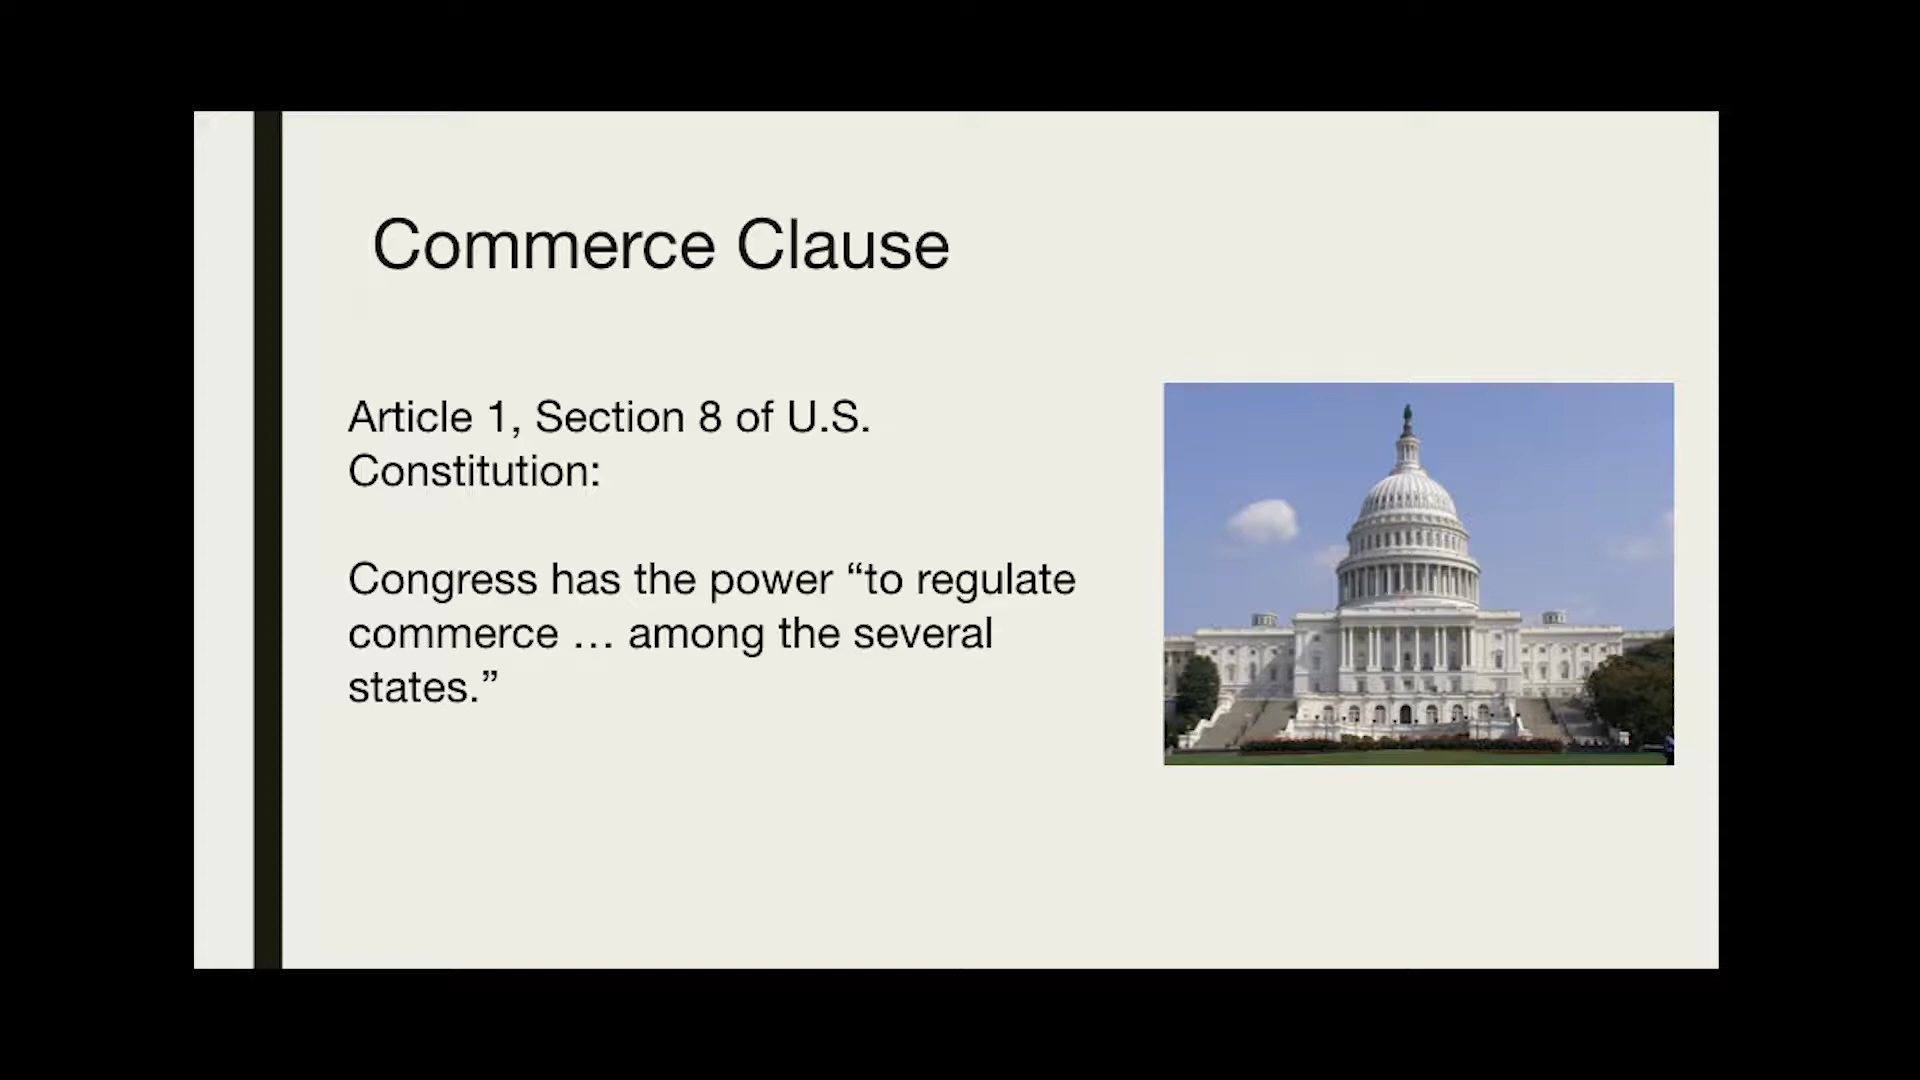 Commerce Clause
Article 1, Section 8 of U.S.
Constitution:
Congress has the power “to regulate
commerce … among the several
states.”